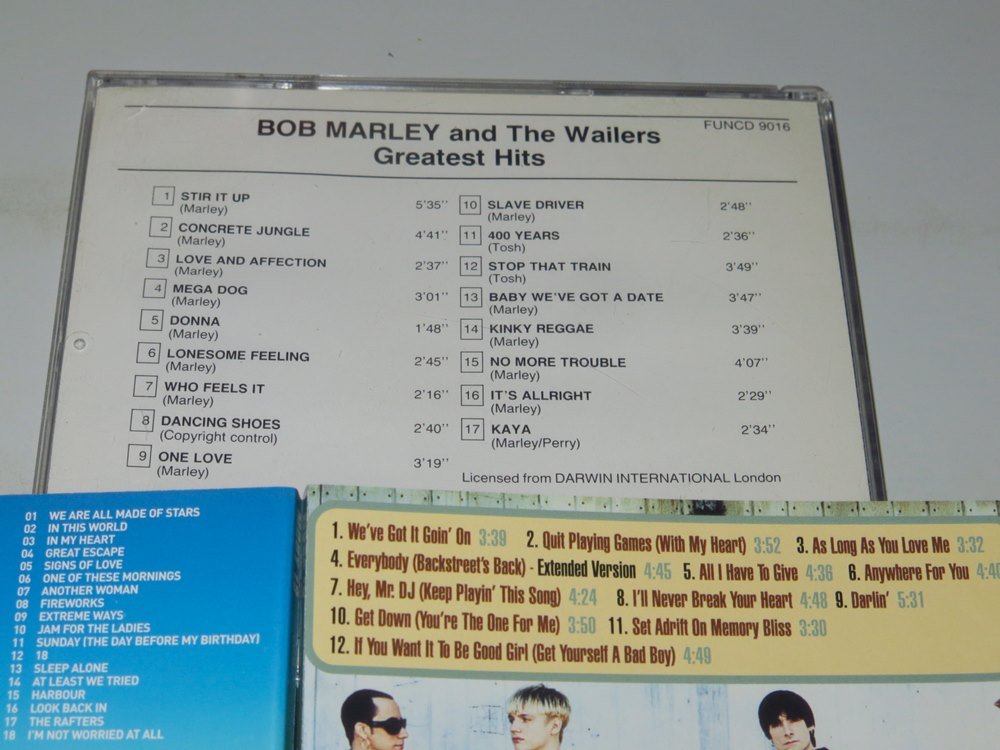 BOB MARLEY and The Wailers
FUNCD 9016
Greatest Hits
1 STIR IT UP 5'35''
(Marley)
2 CONCRETE JUNGLE 4'41''
(Marley)
3 LOVE AND AFFECTION 2'37''
(Marley)
4 MEGA DOG 3'01''
(Marley)
5 DONNA 1'48''
(Marley)
6 LONESOME FEELING 2'45''
(Marley)
7 WHO FEELS IT 2'16''
(Marley)
8 DANCING SHOES 2'40''
(Copyright control)
9 ONE LOVE 3'19''
(Marley)
10 SLAVE DRIVER 2'48''
(Marley)
11 400 YEARS 2'36''
(Tosh)
12 STOP THAT TRAIN 3'49''
(Tosh)
13 BABY WE'VE GOT A DATE 3'47''
(Marley)
14 KINKY REGGAE 3'39''
(Marley)
15 NO MORE TROUBLE 4'07''
(Marley)
16 IT'S ALLRIGHT 2'29''
(Marley)
17 KAYA 2'34''
(Marley/Perry)
Licensed from DARWIN INTERNATIONAL London
01 WE ARE ALL MADE OF STARS
02 IN THIS WORLD
03 IN MY HEART
04 GREAT ESCAPE
05 SIGNS OF LOVE
06 ONE OF THESE MORNINGS
07 ANOTHER WOMAN
08 FIREWORKS
09 EXTREME WAYS
10 JAM FOR THE LADIES
11 SUNDAY (THE DAY BEFORE MY BIRTHDAY)
12 18
13 SLEEP ALONE
14 AT LEAST WE TRIED
15 HARBOUR
16 LOOK BACK IN
17 THE RAFTERS
18 I'M NOT WORRIED AT ALL
1. We've Got It Goin' On 3:39 2. Quit Playing Games (With My Heart) 3:52 3. As Long As You Love Me 3:32
4. Everybody (Backstreet's Back) - Extended Version 4:45 5. All I Have To Give 4:36 6. Anywhere For You 4:40
7. Hey, Mr. DJ (Keep Playin' This Song) 4:24 8. I'll Never Break Your Heart 4:48 9. Darlin' 5:31
10. Get Down (You're The One For Me) 3:50 11. Set Adrift On Memory Bliss 3:30
12. If You Want It To Be Good Girl (Get Yourself A Bad Boy) 4:49